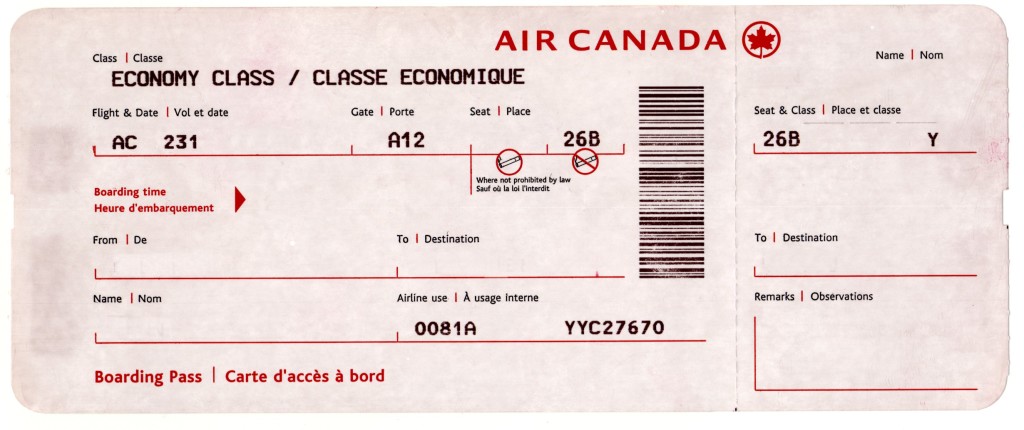 AIR CANADA
Class | Classe
ECONOMY CLASS / CLASSE ECONOMIQUE
Flight & Date | Vol et date
Gate | Porte
Seat | Place
AC 231
A12
26B
Where not prohibited by law
Sauf où la loi l'interdit
Boarding time
Heure d'embarquement
From | De
To | Destination
Name | Nom
Airline use | À usage interne
0081A YYC27670
Boarding Pass | Carte d'accès à bord
Name | Nom
Seat & Class | Place et classe
26B Y
To | Destination
Remarks | Observations